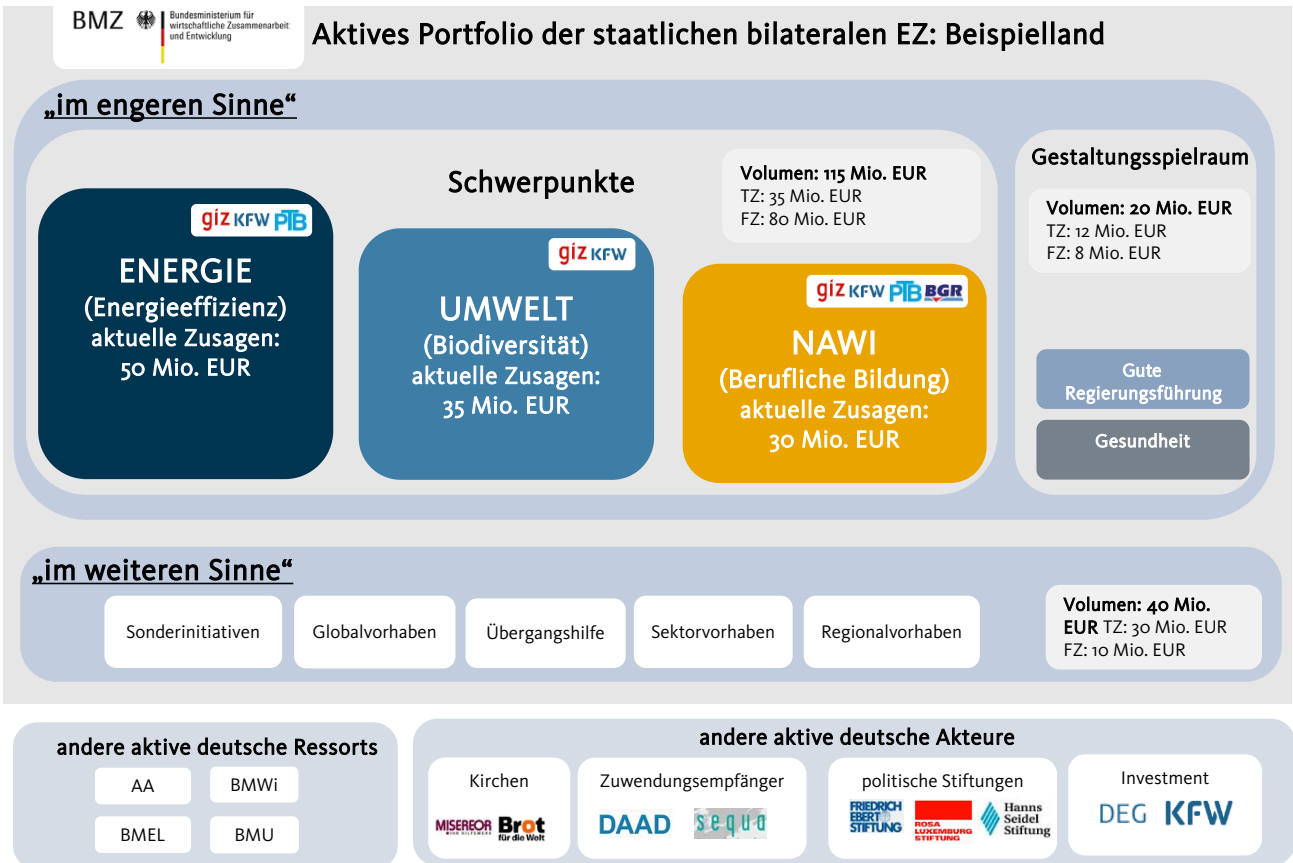 BMZ
Bundesministerium für
wirtschaftliche Zusammenarbeit
und Entwicklung
Aktives Portfolio der staatlichen bilateralen EZ: Beispielland
„im engeren Sinne“
Schwerpunkte
Volumen: 115 Mio. EUR
TZ: 35 Mio. EUR
FZ: 80 Mio. EUR
giz KFW PTB
ENERGIE
(Energieeffizienz)
aktuelle Zusagen:
50 Mio. EUR
giz KFW
UMWELT
(Biodiversität)
aktuelle Zusagen:
35 Mio. EUR
giz KFW PTB BGR
NAWI
(Berufliche Bildung)
aktuelle Zusagen:
30 Mio. EUR
Gestaltungsspielraum
Volumen: 20 Mio. EUR
TZ: 12 Mio. EUR
FZ: 8 Mio. EUR
Gute
Regierungsführung
Gesundheit
„im weiteren Sinne“
Sonderinitiativen
Globalvorhaben
Übergangshilfe
Sektorvorhaben
Regionalvorhaben
Volumen: 40 Mio.
EUR TZ: 30 Mio. EUR
FZ: 10 Mio. EUR
andere aktive deutsche Ressorts
AA
BMWi
BMEL
BMU
andere aktive deutsche Akteure
Kirchen
MISEREOR
IHR HILFSWERK
Brot
für die Welt
Zuwendungsempfänger
DAAD
sequa
politische Stiftungen
FRIEDRICH
EBERT
STIFTUNG
ROSA
LUXEMBURG
STIFTUNG
Hanns
Seidel
Stiftung
Investment
DEG KFW